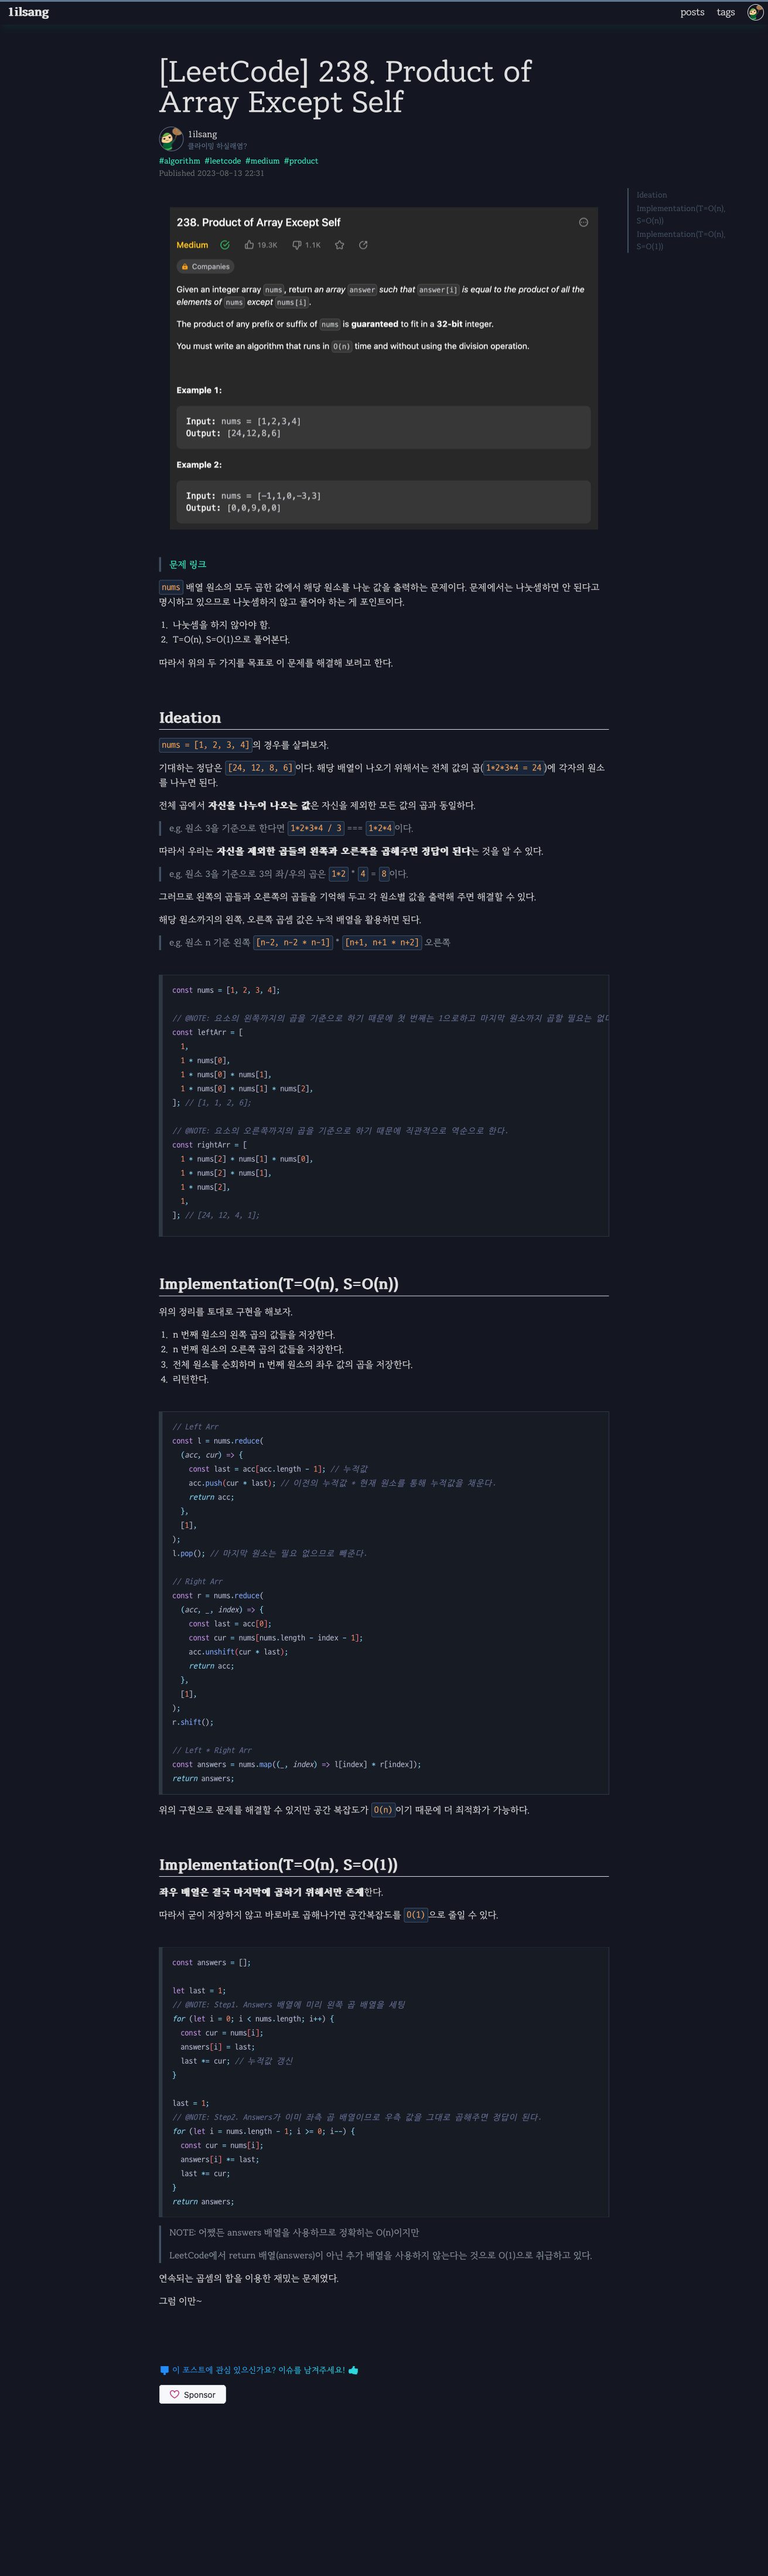 1ilsang
posts
tags
[LeetCode] 238. Product of
Array Except Self
1ilsang
클라이밍 하실래염?
#algorithm #leetcode #medium #product
Published 2023-08-13 22:31
Ideation
Implementation(T=O(n),
S=O(n))
Implementation(T=O(n),
S=O(1))
238. Product of Array Except Self
Medium 19.3K 1.1K
Companies
Given an integer array nums, return an array answer such that answer[i] is equal to the product of all the
elements of nums except nums[i].
The product of any prefix or suffix of nums is guaranteed to fit in a 32-bit integer.
You must write an algorithm that runs in O(n) time and without using the division operation.
Example 1:
Input: nums = [1,2,3,4]
Output: [24,12,8,6]
Example 2:
Input: nums = [-1,1,0,-3,3]
Output: [0,0,9,0,0]
문제 링크
nums 배열 원소의 모두 곱한 값에서 해당 원소를 나눈 값을 출력하는 문제이다. 문제에서는 나눗셈하면 안 된다고
명시하고 있으므로 나눗셈하지 않고 풀어야 하는 게 포인트이다.
1. 나눗셈을 하지 않아야 함.
2. T=O(n), S=O(1)으로 풀어본다.
따라서 위의 두 가지를 목표로 이 문제를 해결해 보려고 한다.
Ideation
nums = [1, 2, 3, 4]의 경우를 살펴보자.
기대하는 정답은 [24, 12, 8, 6]이다. 해당 배열이 나오기 위해서는 전체 값의 곱(1*2*3*4 = 24)에 각자의 원소
를 나누면 된다.
전체 곱에서 자신을 나누어 나오는 값은 자신을 제외한 모든 값의 곱과 동일하다.
e.g. 원소 3을 기준으로 한다면 1*2*3*4 / 3 === 1*2*4이다.
따라서 우리는 자신을 제외한 곱들의 왼쪽과 오른쪽을 곱해주면 정답이 된다는 것을 알 수 있다.
e.g. 원소 3을 기준으로 3의 좌/우의 곱은 1*2 * 4 = 8이다.
그러므로 왼쪽의 곱들과 오른쪽의 곱들을 기억해 두고 각 원소별 값을 출력해 주면 해결할 수 있다.
해당 원소까지의 왼쪽, 오른쪽 곱셈 값은 누적 배열을 활용하면 된다.
e.g. 원소 n 기준 왼쪽 [n-2, n-2 * n-1] * [n+1, n+1 * n+2] 오른쪽
const nums = [1, 2, 3, 4];
// @NOTE: 요소의 왼쪽까지의 곱을 기준으로 하기 때문에 첫 번째는 1으로하고 마지막 원소까지 곱할 필요는 없다
const leftArr = [
1,
1 * nums[0],
1 * nums[0] * nums[1],
1 * nums[0] * nums[1] * nums[2],
]; // [1, 1, 2, 6];
// @NOTE: 요소의 오른쪽까지의 곱을 기준으로 하기 때문에 직관적으로 역순으로 한다.
const rightArr = [
1 * nums[2] * nums[1] * nums[0],
1 * nums[2] * nums[1],
1 * nums[2],
1,
]; // [24, 12, 4, 1];
Implementation(T=O(n), S=O(n))
위의 정리를 토대로 구현을 해보자.
1. n 번째 원소의 왼쪽 곱의 값들을 저장한다.
2. n 번째 원소의 오른쪽 곱의 값들을 저장한다.
3. 전체 원소를 순회하며 n 번째 원소의 좌우 값의 곱을 저장한다.
4. 리턴한다.
// Left Arr
const l = nums.reduce(
(acc, cur) => {
const last = acc[acc.length - 1]; // 누적값
acc.push(cur * last); // 이전의 누적값 * 현재 원소를 통해 누적값을 채운다.
return acc;
},
[1],
);
l.pop(); // 마지막 원소는 필요 없으므로 빼준다.
// Right Arr
const r = nums.reduce(
(acc, _, index) => {
const last = acc[0];
const cur = nums[nums.length - index - 1];
acc.unshift(cur * last);
return acc;
},
[1],
);
r.shift();
// Left * Right Arr
const answers = nums.map((_, index) => l[index] * r[index]);
return answers;
위의 구현으로 문제를 해결할 수 있지만 공간 복잡도가 O(n)이기 때문에 더 최적화가 가능하다.
Implementation(T=O(n), S=O(1))
좌우 배열은 결국 마지막에 곱하기 위해서만 존재한다.
따라서 굳이 저장하지 않고 바로바로 곱해나가면 공간복잡도를 O(1)으로 줄일 수 있다.
const answers = [];
let last = 1;
// @NOTE: Step1. Answers 배열에 미리 왼쪽 곱 배열을 세팅
for (let i = 0; i < nums.length; i++) {
const cur = nums[i];
answers[i] = last;
last *= cur; // 누적값 갱신
}
last = 1;
// @NOTE: Step2. Answers가 이미 좌측 곱 배열이므로 우측 값을 그대로 곱해주면 정답이 된다.
for (let i = nums.length - 1; i >= 0; i--) {
const cur = nums[i];
answers[i] *= last;
last *= cur;
}
return answers;
NOTE: 어쨌든 answers 배열을 사용하므로 정확히는 O(n)이지만
LeetCode에서 return 배열(answers)이 아닌 추가 배열을 사용하지 않는다는 것으로 O(1)으로 취급하고 있다.
연속되는 곱셈의 합을 이용한 재밌는 문제였다.
그럼 이만~
이 포스트에 관심 있으신가요? 이슈를 남겨주세요!
Sponsor